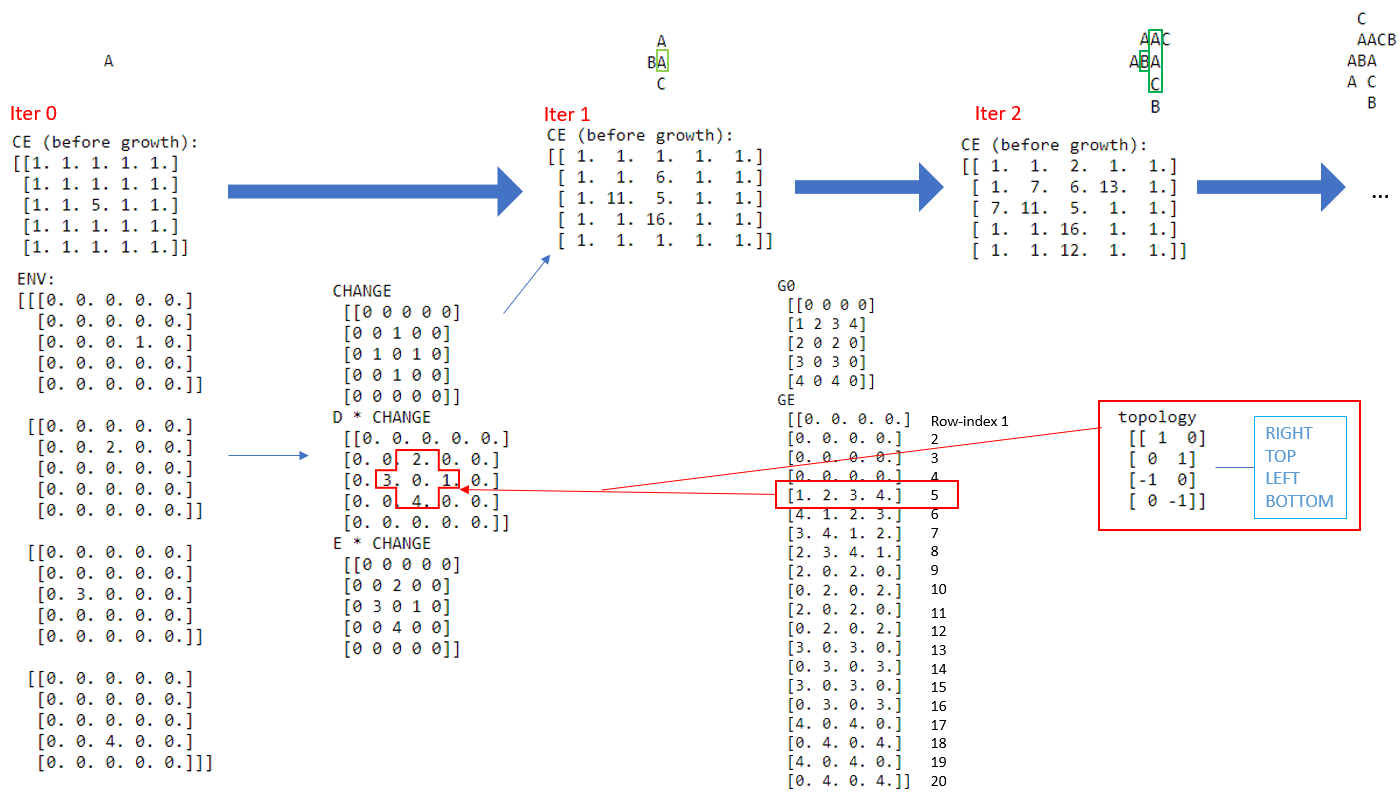 A
A
BA
C
AAC
ABA
C
B
C
AACB
ABA
A C
B
Iter 0
CE (before growth):
[[1. 1. 1. 1. 1.]
[1. 1. 1. 1. 1.]
[1. 1. 5. 1. 1.]
[1. 1. 1. 1. 1.]
[1. 1. 1. 1. 1.]]
Iter 1
CE (before growth):
[[ 1. 1. 1. 1. 1.]
[ 1. 1. 6. 1. 1.]
[ 1. 11. 5. 1. 1.]
[ 1. 1. 16. 1. 1.]
[ 1. 1. 1. 1. 1.]]
Iter 2
CE (before growth):
[[ 1. 1. 2. 1. 1.]
[ 1. 7. 6. 13. 1.]
[ 7. 11. 5. 1. 1.]
[ 1. 1. 16. 1. 1.]
[ 1. 1. 12. 1. 1.]]
...
ENV:
[[[0. 0. 0. 0. 0.]
[0. 0. 0. 0. 0.]
[0. 0. 0. 1. 0.]
[0. 0. 0. 0. 0.]
[0. 0. 0. 0. 0.]]
[[0. 0. 0. 0. 0.]
[0. 0. 2. 0. 0.]
[0. 0. 0. 0. 0.]
[0. 0. 0. 0. 0.]
[0. 0. 0. 0. 0.]]
[[0. 0. 0. 0. 0.]
[0. 0. 0. 0. 0.]
[0. 3. 0. 0. 0.]
[0. 0. 0. 0. 0.]
[0. 0. 0. 0. 0.]]
[[0. 0. 0. 0. 0.]
[0. 0. 0. 0. 0.]
[0. 0. 0. 0. 0.]
[0. 0. 4. 0. 0.]
[0. 0. 0. 0. 0.]]]
CHANGE
[[0 0 0 0 0]
[0 0 1 0 0]
[0 1 0 1 0]
[0 0 1 0 0]
[0 0 0 0 0]]
D * CHANGE
[[0. 0. 0. 0. 0.]
[0. 0. 2. 0. 0.]
[0. 3. 0. 1. 0.]
[0. 0. 4. 0. 0.]
[0. 0. 0. 0. 0.]]
E * CHANGE
[[0 0 0 0 0]
[0 0 2 0 0]
[0 3 0 1 0]
[0 0 4 0 0]
[0 0 0 0 0]]
G0
[[0 0 0 0]
[1 2 3 4]
[2 0 2 0]
[3 0 3 0]
[4 0 4 0]]
GE
[[0. 0. 0. 0.] Row-index 1
[0. 0. 0. 0.] 2
[0. 0. 0. 0.] 3
[0. 0. 0. 0.] 4
[1. 2. 3. 4.] 5
[4. 1. 2. 3.] 6
[3. 4. 1. 2.] 7
[2. 3. 4. 1.] 8
[2. 0. 2. 0.] 9
[0. 2. 0. 2.] 10
[2. 0. 2. 0.] 11
[0. 2. 0. 2.] 12
[3. 0. 3. 0.] 13
[0. 3. 0. 3.] 14
[3. 0. 3. 0.] 15
[0. 3. 0. 3.] 16
[4. 0. 4. 0.] 17
[0. 4. 0. 4.] 18
[4. 0. 4. 0.] 19
[0. 4. 0. 4.]] 20
topology
[[ 1 0]
[ 0 1]
[-1 0]
[ 0 -1]]
RIGHT
TOP
LEFT
BOTTOM